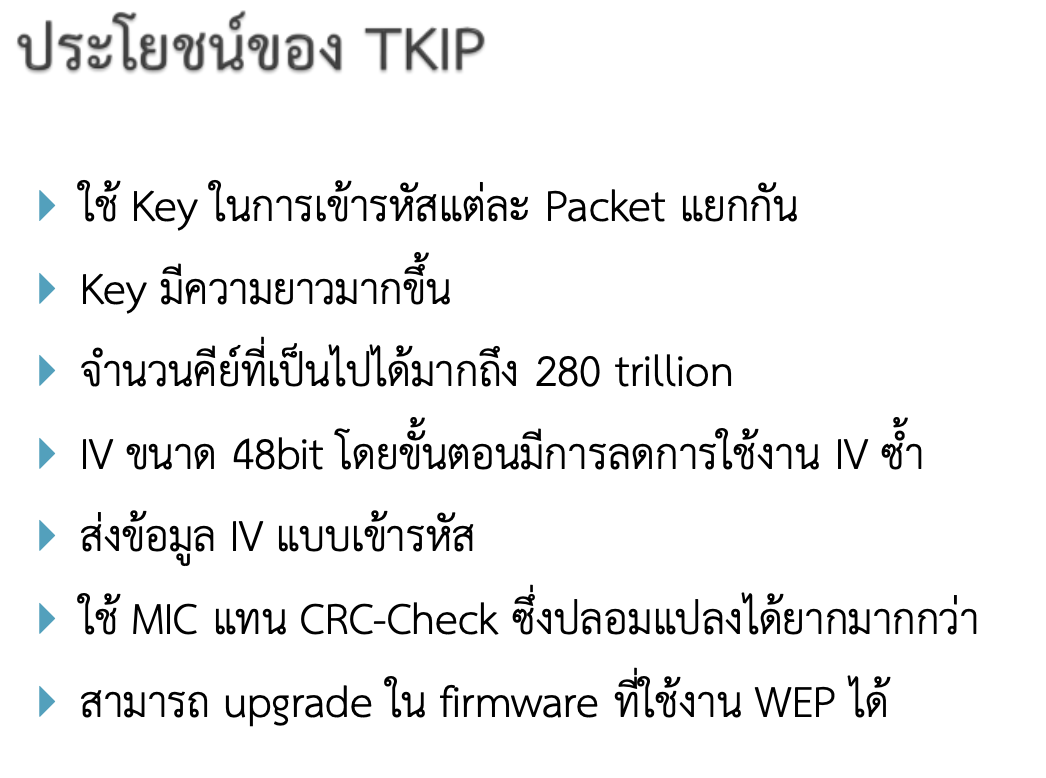 ประโยชน์ของ TKIP
ใช้ Key ในการเข้ารหัสแต่ละ Packet แยกกัน
Key มีความยาวมากขึ้น
จำนวนคีย์ที่เป็นไปได้มากถึง 280 trillion
IV ขนาด 48bit โดยขั้นตอนมีการลดการใช้งาน IV ซ้ำ
ส่งข้อมูล IV แบบเข้ารหัส
ใช้ MIC แทน CRC-Check ซึ่งปลอมแปลงได้ยากมากกว่า
สามารถ upgrade ใน firmware ที่ใช้งาน WEP ได้